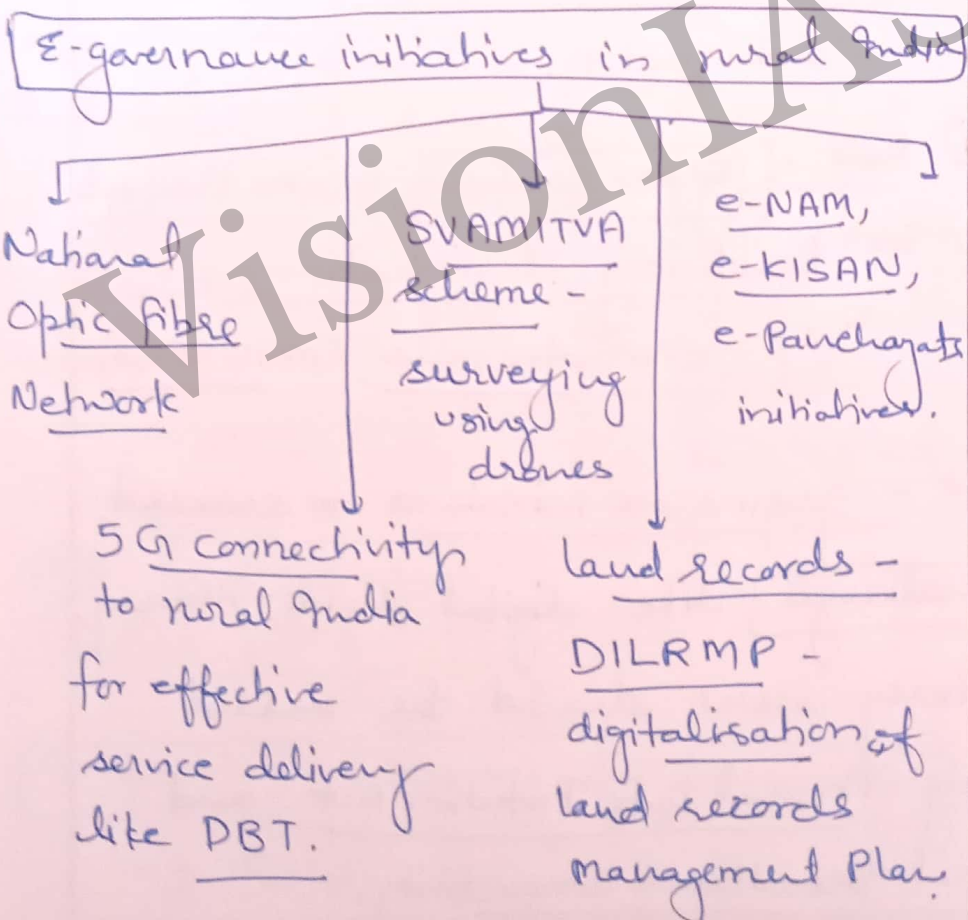 E-governance initiatives in rural India
National
Optic fibre
Network
5G connectivity
to rural India
for effective
service delivery
like DBT.
SVAMITVA
scheme -
surveying
using
drones
land records -
DILRMP -
digitalisation of
land records
management Plan.
e-NAM,
e-KISAN,
e-Panchayats
initiatives.
VisionIA